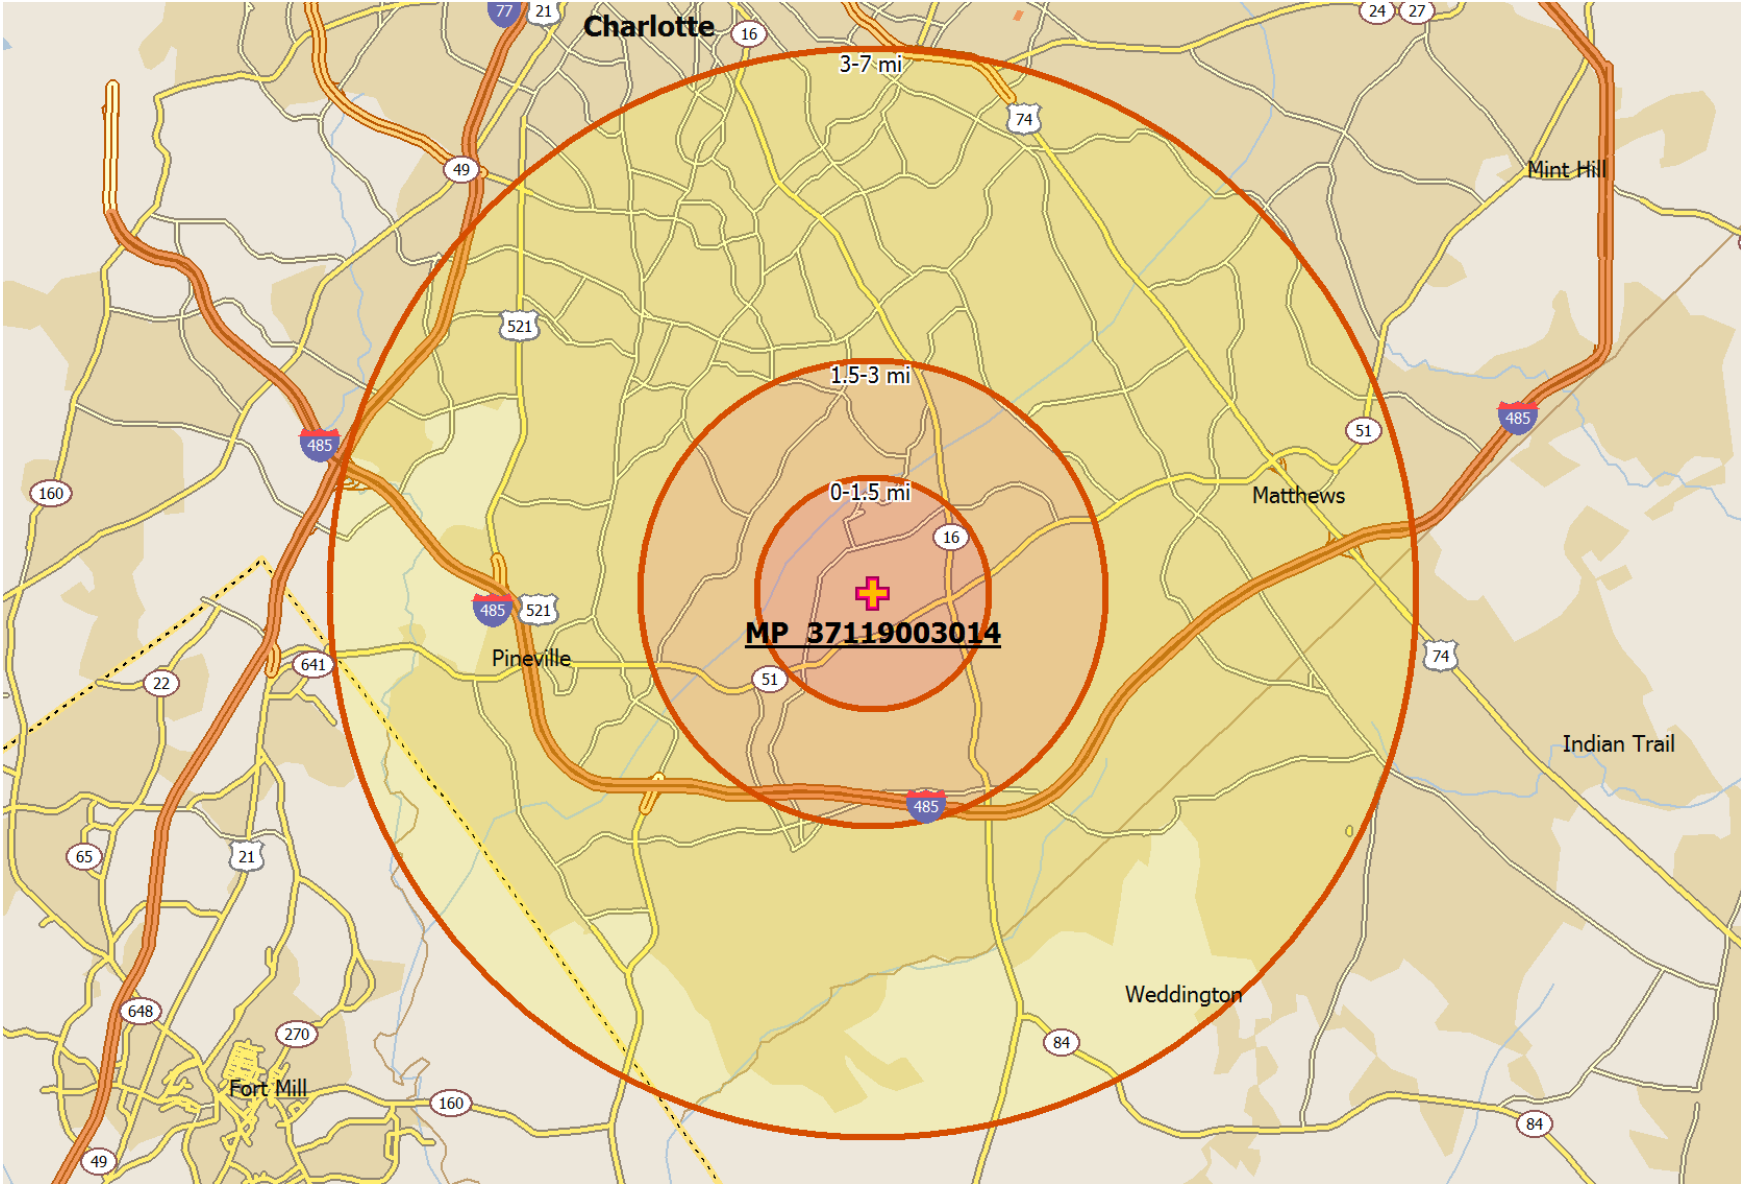 77
21
24
27
Charlotte
16
3-7 mi
74
49
Mint Hill
521
1.5-3 mi
485
51
485
160
0-1.5 mi
Matthews
16
485
521
MP 37119003014
Pineville
641
74
22
51
Indian Trail
485
65
21
Weddington
648
270
84
Fort Mill
160
84
49